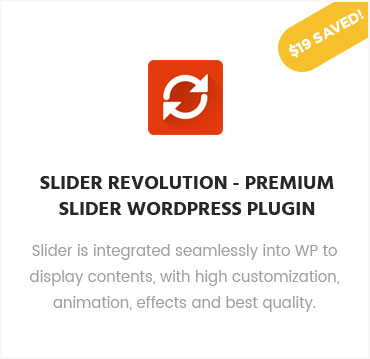 $19 SAVED!
SLIDER REVOLUTION - PREMIUM
SLIDER WORDPRESS PLUGIN
Slider is integrated seamlessly into WP to
display contents, with high customization,
animation, effects and best quality.